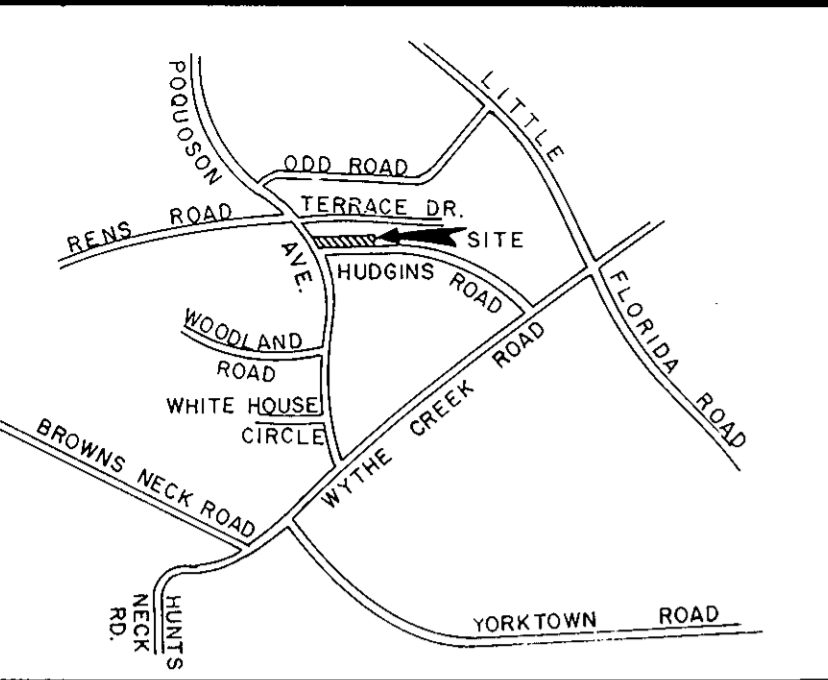 POQUOSON AVE.
LITTLE FLORIDA ROAD
ODD ROAD
TERRACE DR.
RENS ROAD
SITE
HUDGINS ROAD
WOODLAND
ROAD
WHITE HOUSE
CIRCLE
WYTHE CREEK ROAD
BROWNS NECK ROAD
HUNTS
NECK
RD.
YORKTOWN ROAD